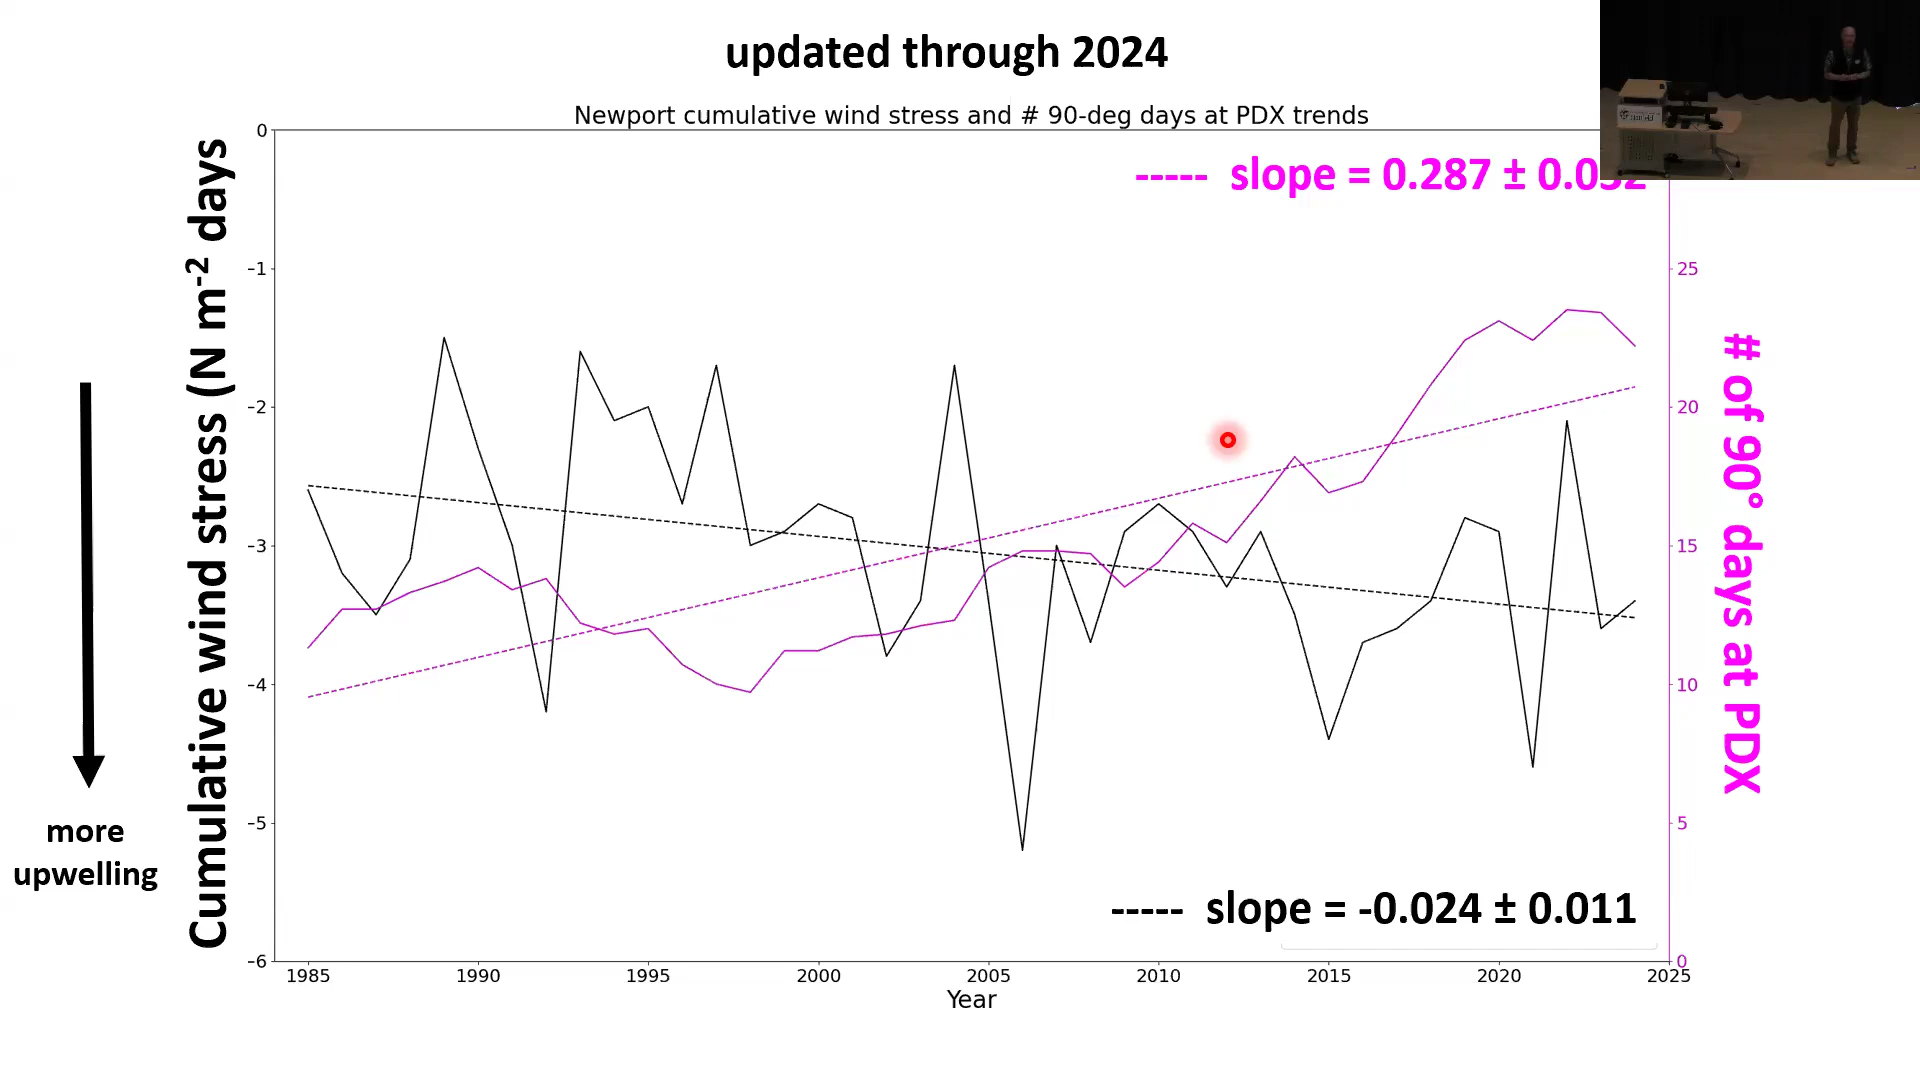 updated through 2024
Newport cumulative wind stress and # 90-deg days at PDX trends
----- slope = 0.287 ± 0.032
Cumulative wind stress (N m⁻² days
# of 90° days at PDX
more
upwelling
0
−1
−2
−3
−4
−5
−6
25
20
15
10
5
0
----- slope = -0.024 ± 0.011
1985 1990 1995 2000 2005 2010 2015 2020 2025
Year